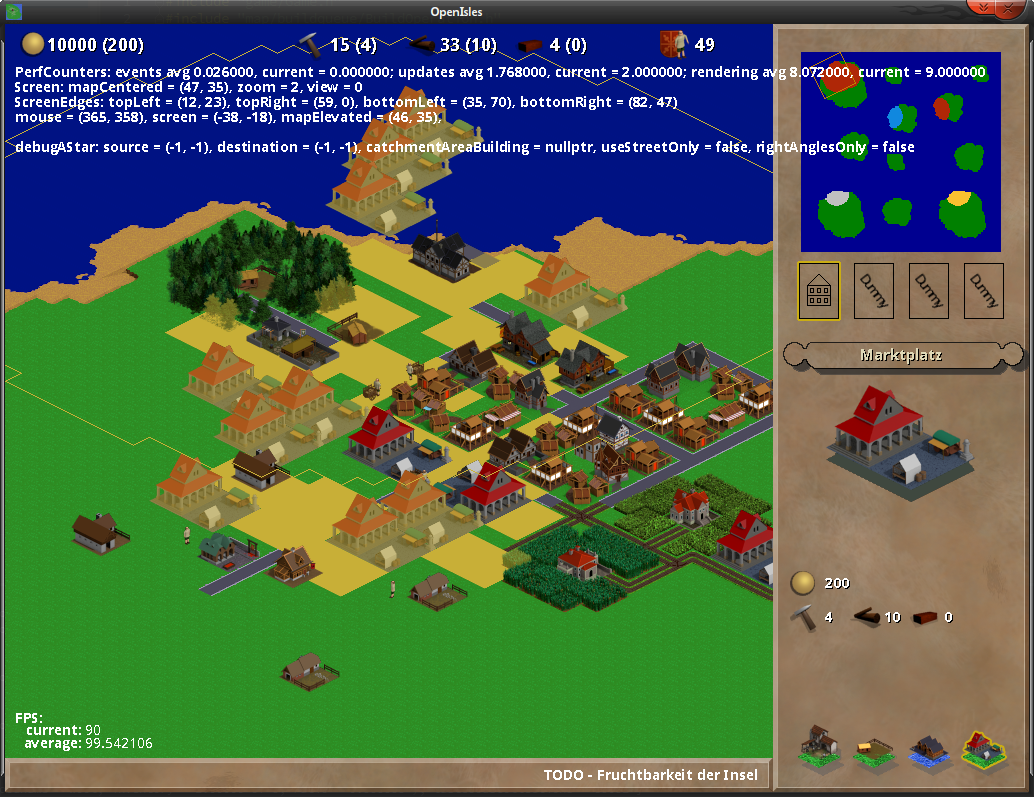 OpenIsles
10000 (200) 15 (4) 33 (10) 4 (0) 49
PerfCounters: events avg 0.026000, current = 0.000000; updates avg 1.768000, current = 2.000000; rendering avg 8.072000, current = 9.000000
Screen: mapCentered = (47, 35), zoom = 2, view = 0
ScreenEdges: topLeft = (12, 23), topRight = (59, 0), bottomLeft = (35, 70), bottomRight = (82, 47)
mouse = (365, 358), screen = (-38, -18), mapElevated = (46, 35),
debugAStar: source = (-1, -1), destination = (-1, -1), catchmentAreaBuilding = nullptr, useStreetOnly = false, rightAnglesOnly = false
Dummy Dummy Dummy
Marktplatz
200
4 10 0
FPS:
current: 90
average: 99.542106
TODO - Fruchtbarkeit der Insel